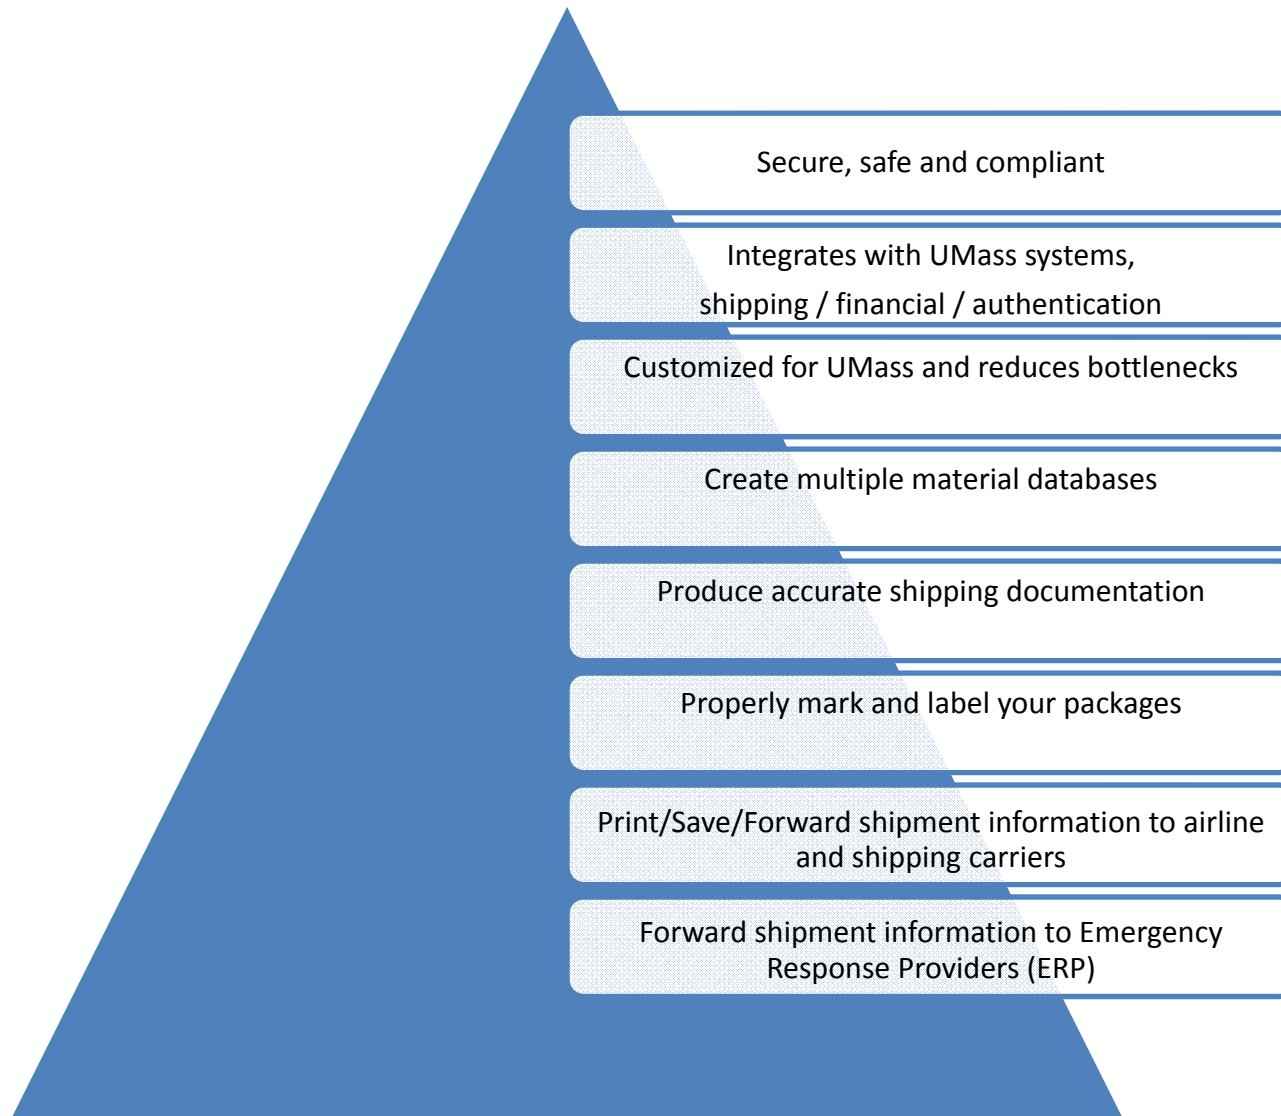 Secure, safe and compliant
Integrates with UMass systems,
shipping / financial / authentication
Customized for UMass and reduces bottlenecks
Create multiple material databases
Produce accurate shipping documentation
Properly mark and label your packages
Print/Save/Forward shipment information to airline
and shipping carriers
Forward shipment information to Emergency
Response Providers (ERP)